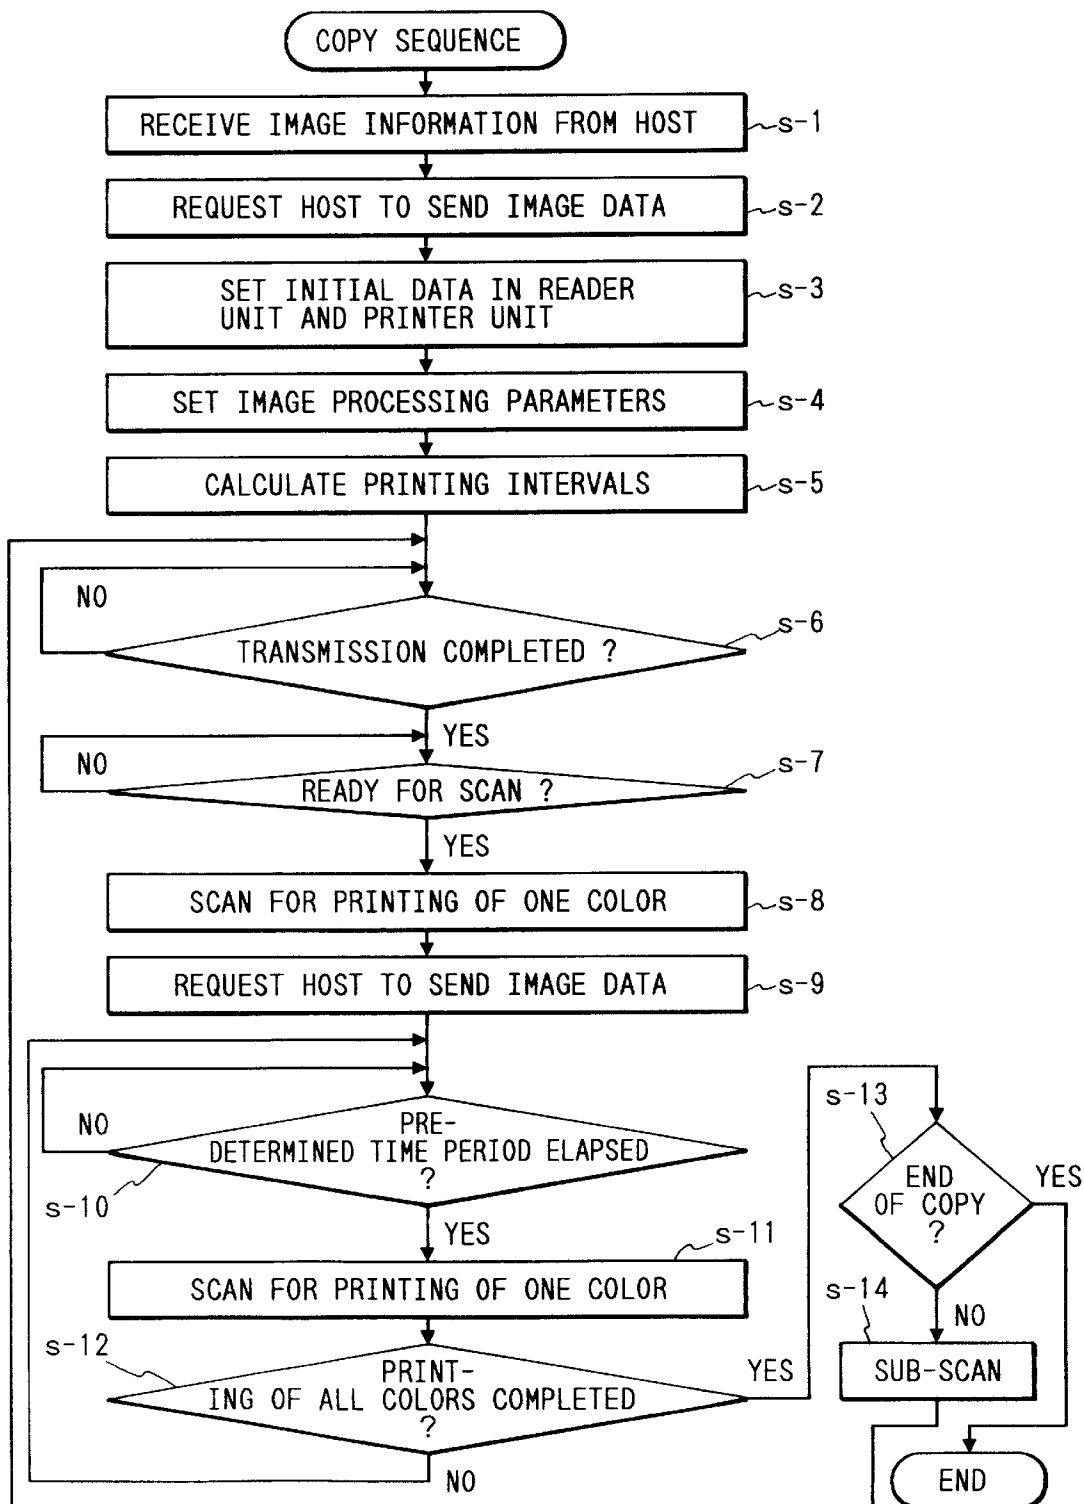 COPY SEQUENCE
RECEIVE IMAGE INFORMATION FROM HOST
s-1
REQUEST HOST TO SEND IMAGE DATA
s-2
SET INITIAL DATA IN READER
UNIT AND PRINTER UNIT
s-3
SET IMAGE PROCESSING PARAMETERS
s-4
CALCULATE PRINTING INTERVALS
s-5
NO
TRANSMISSION COMPLETED ?
s-6
YES
NO
READY FOR SCAN ?
s-7
YES
SCAN FOR PRINTING OF ONE COLOR
s-8
REQUEST HOST TO SEND IMAGE DATA
s-9
NO
PRE-
DETERMINED TIME PERIOD ELAPSED
?
s-10
YES
s-11
SCAN FOR PRINTING OF ONE COLOR
s-12
PRINT-
ING OF ALL COLORS COMPLETED
?
YES
NO
s-13
END
OF COPY
?
YES
NO
s-14
SUB-SCAN
END